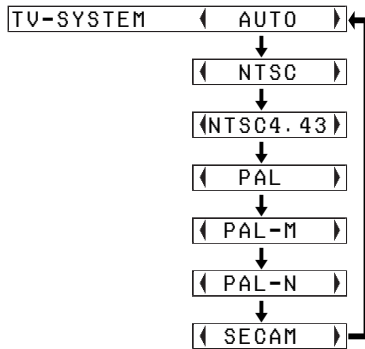 TV-SYSTEM AUTO
NTSC
NTSC4.43
PAL
PAL-M
PAL-N
SECAM